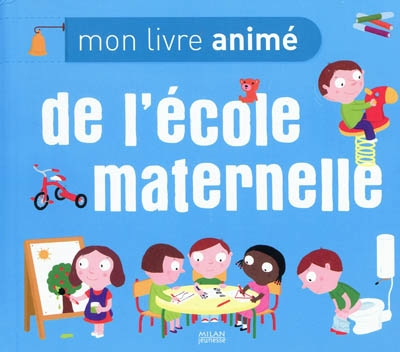 mon livre animé
de l'école
maternelle
MILAN
jeunesse